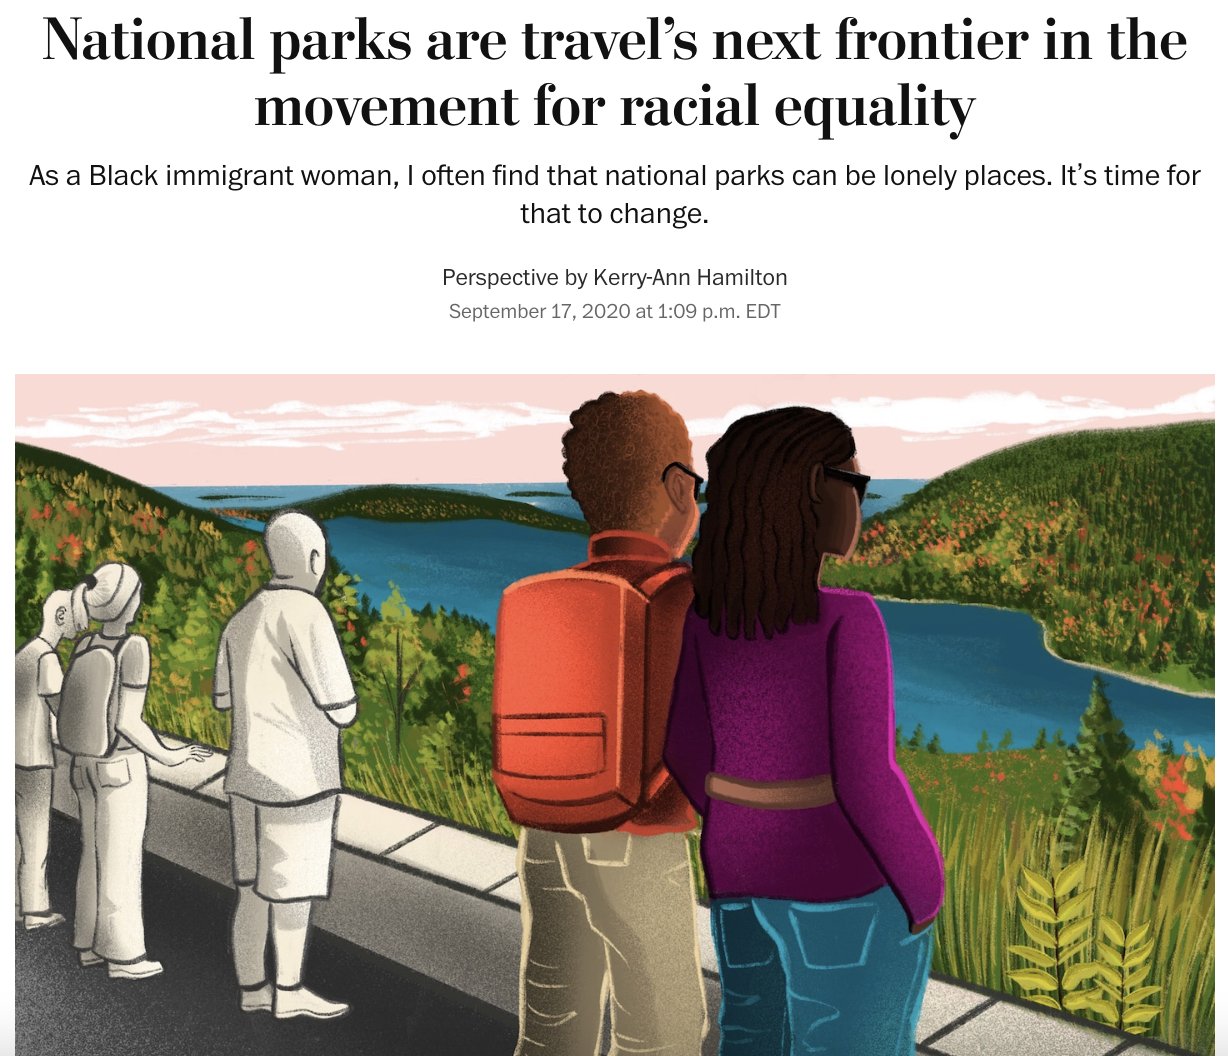 National parks are travel’s next frontier in the
movement for racial equality
As a Black immigrant woman, I often find that national parks can be lonely places. It’s time for
that to change.
Perspective by Kerry-Ann Hamilton
September 17, 2020 at 1:09 p.m. EDT